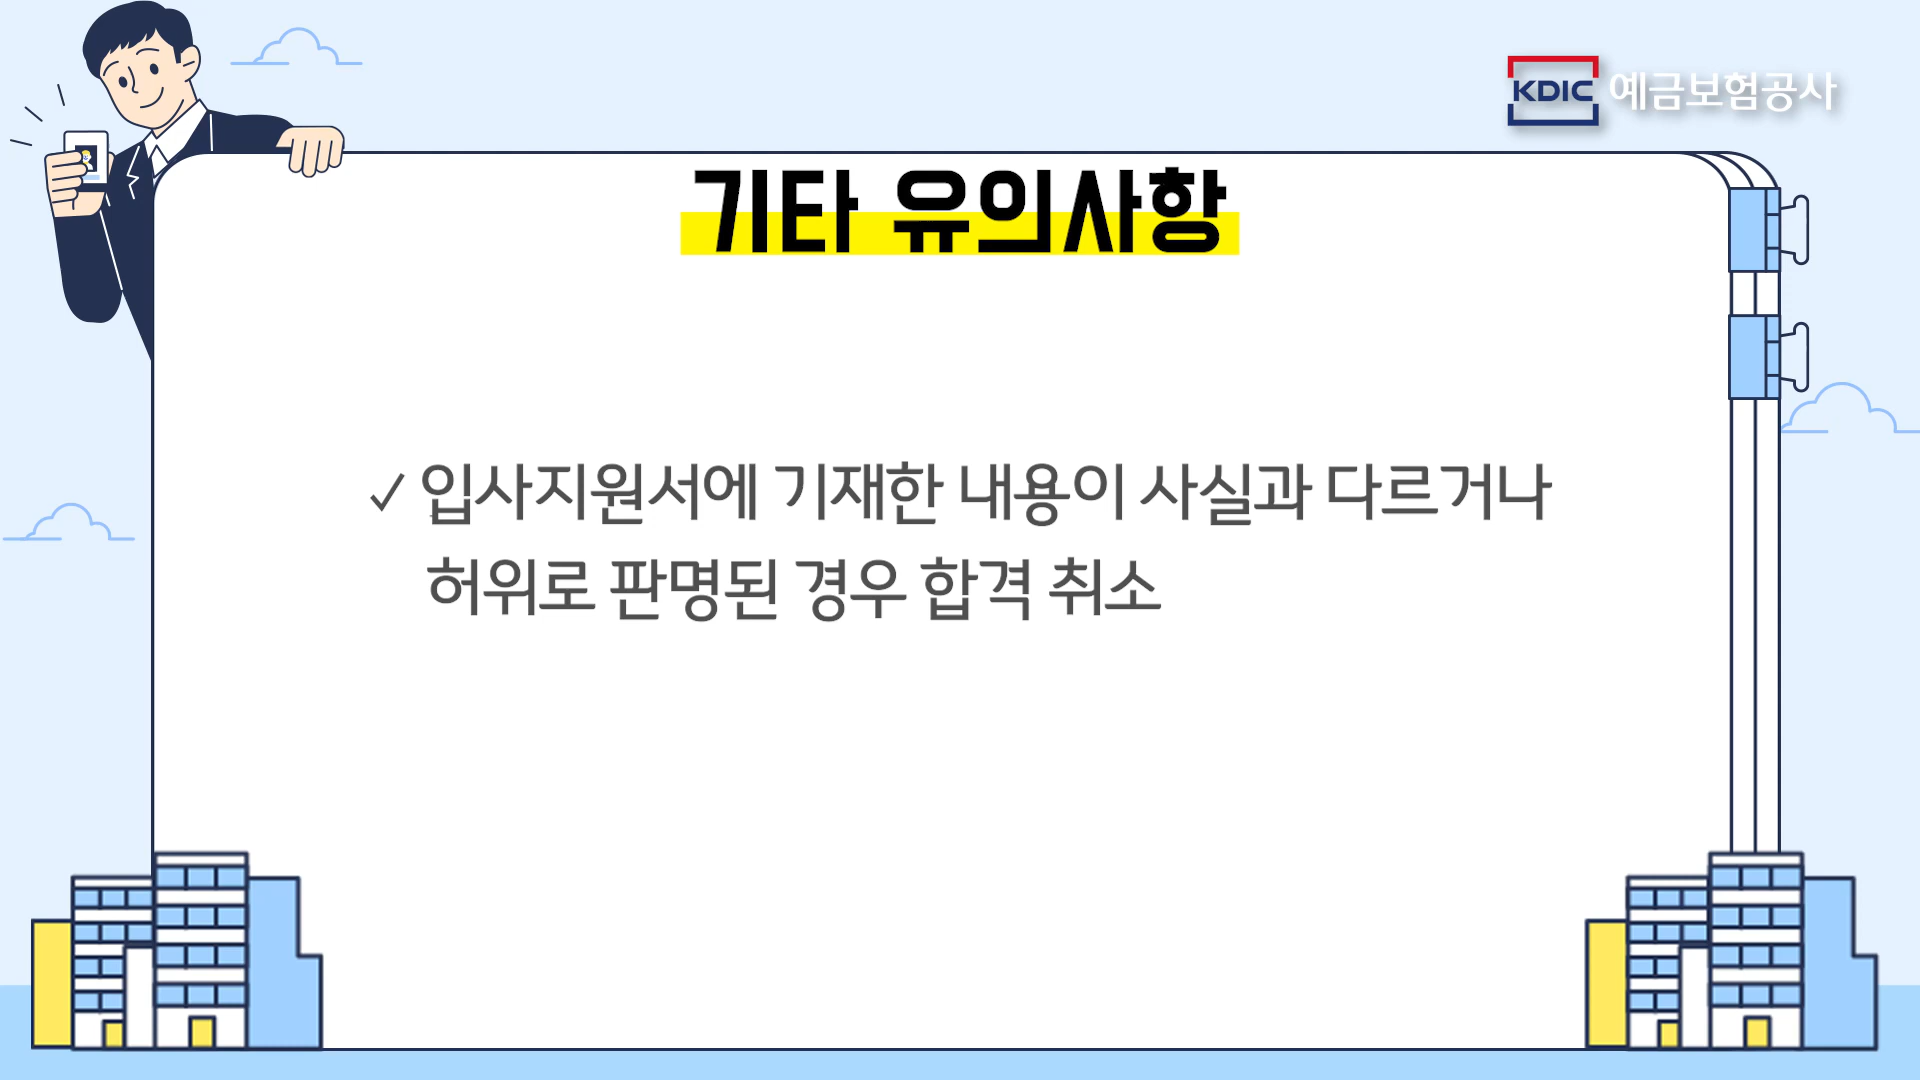 KDIC 예금보험공사
기타 유의사항
✓ 입사지원서에 기재한 내용이 사실과 다르거나
허위로 판명된 경우 합격 취소